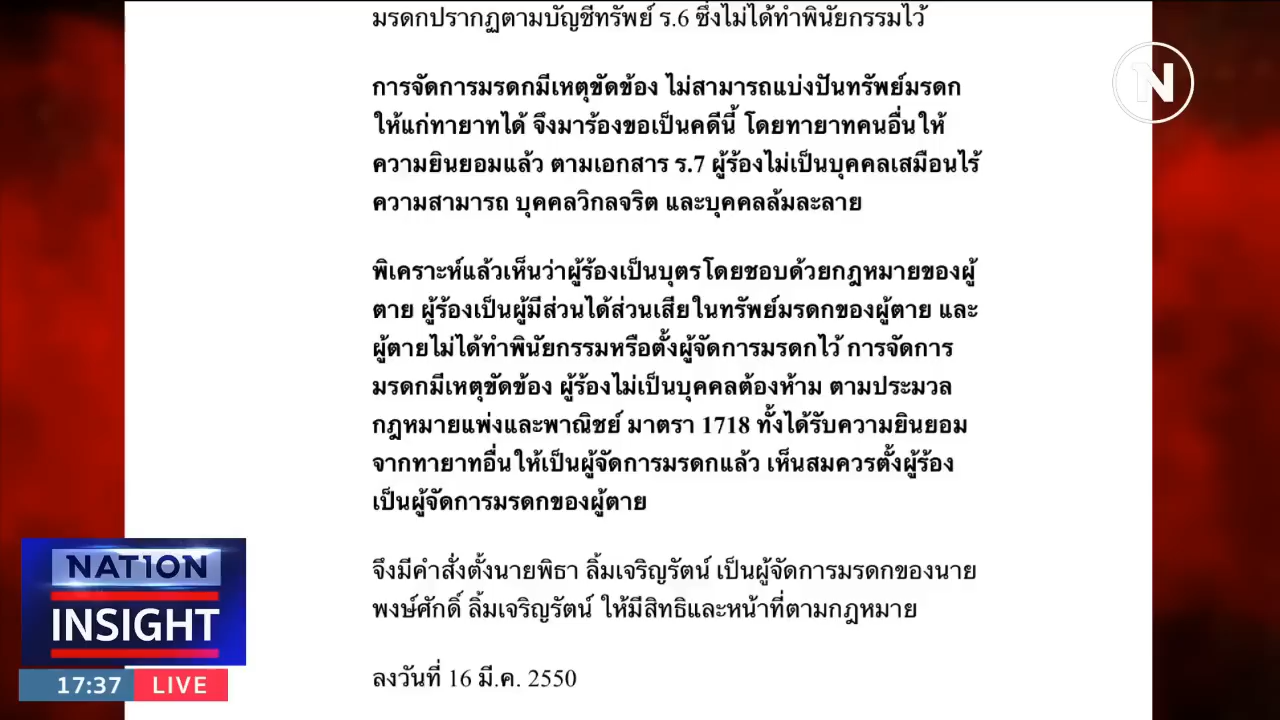 มรดกปรากฏตามบัญชีทรัพย์ ร.6 ซึ่งไม่ได้ทำพินัยกรรมไว้
N
การจัดการมรดกมีเหตุขัดข้อง ไม่สามารถแบ่งปันทรัพย์มรดก
ให้แก่ทายาทได้ จึงมาร้องขอเป็นคดีนี้ โดยทายาทคนอื่นให้
ความยินยอมแล้ว ตามเอกสาร ร.7 ผู้ร้องไม่เป็นบุคคลเสมือนไร้
ความสามารถ บุคคลวิกลจริต และบุคคลล้มละลาย
พิเคราะห์แล้วเห็นว่าผู้ร้องเป็นบุตรโดยชอบด้วยกฎหมายของผู้
ตาย ผู้ร้องเป็นผู้มีส่วนได้ส่วนเสียในทรัพย์มรดกของผู้ตาย และ
ผู้ตายไม่ได้ทำพินัยกรรมหรือตั้งผู้จัดการมรดกไว้ การจัดการ
มรดกมีเหตุขัดข้อง ผู้ร้องไม่เป็นบุคคลต้องห้าม ตามประมวล
กฎหมายแพ่งและพาณิชย์ มาตรา 1718 ทั้งได้รับความยินยอม
จากทายาทอื่นให้เป็นผู้จัดการมรดกแล้ว เห็นสมควรตั้งผู้ร้อง
เป็นผู้จัดการมรดกของผู้ตาย
จึงมีคำสั่งตั้งนายพิธา ลิ้มเจริญรัตน์ เป็นผู้จัดการมรดกของนาย
พงษ์ศักดิ์ ลิ้มเจริญรัตน์ ให้มีสิทธิและหน้าที่ตามกฎหมาย
ลงวันที่ 16 มี.ค. 2550
NATION
INSIGHT
17:37 LIVE